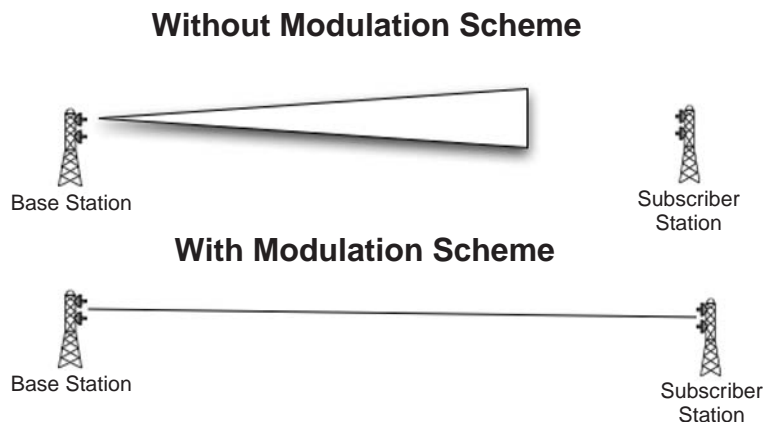 Without Modulation Scheme
Base Station
Subscriber
Station
With Modulation Scheme
Base Station
Subscriber
Station